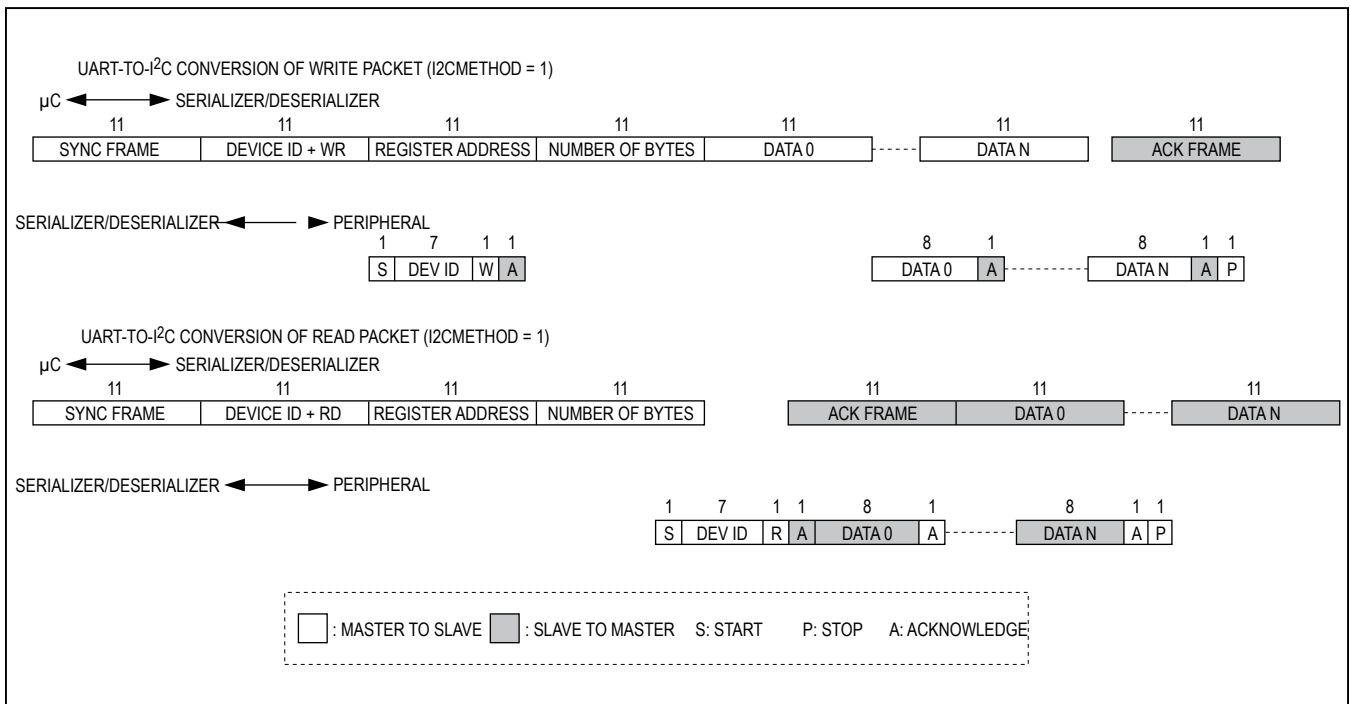 UART-TO-I2C CONVERSION OF WRITE PACKET (I2CMETHOD = 1)
µC SERIALIZER/DESERIALIZER
11 11 11 11 11 11 11
SYNC FRAME DEVICE ID + WR REGISTER ADDRESS NUMBER OF BYTES DATA 0 DATA N ACK FRAME
SERIALIZER/DESERIALIZER PERIPHERAL
1 7 1 1 8 1 8 1 1
S DEV ID W A DATA 0 A DATA N A P
UART-TO-I2C CONVERSION OF READ PACKET (I2CMETHOD = 1)
µC SERIALIZER/DESERIALIZER
11 11 11 11 11 11 11
SYNC FRAME DEVICE ID + RD REGISTER ADDRESS NUMBER OF BYTES ACK FRAME DATA 0 DATA N
SERIALIZER/DESERIALIZER PERIPHERAL
1 7 1 1 8 1 8 1 1
S DEV ID R A DATA 0 A DATA N A P
: MASTER TO SLAVE : SLAVE TO MASTER S: START P: STOP A: ACKNOWLEDGE